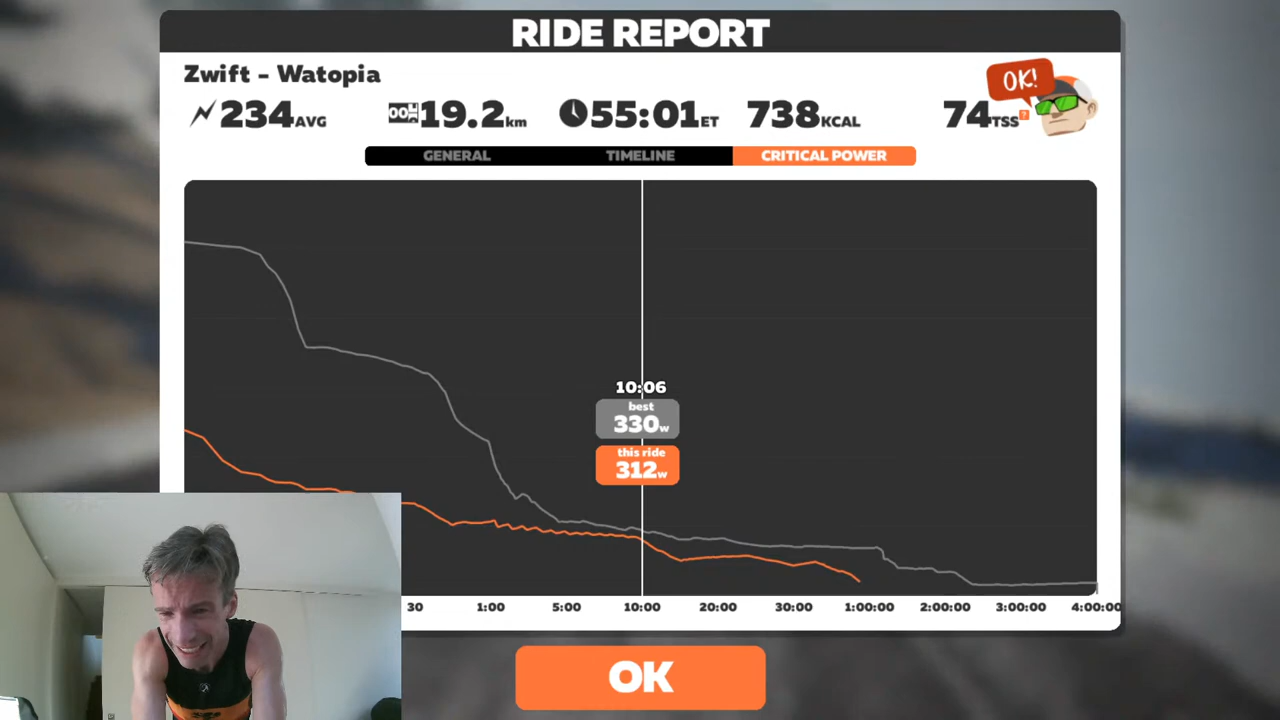 RIDE REPORT
Zwift - Watopia
OK!
234AVG 19.2km 55:01ET 738KCAL 74TSS?
GENERAL TIMELINE CRITICAL POWER
10:06
best
330w
this ride
312w
30 1:00 5:00 10:00 20:00 30:00 1:00:00 2:00:00 3:00:00 4:00:00
OK